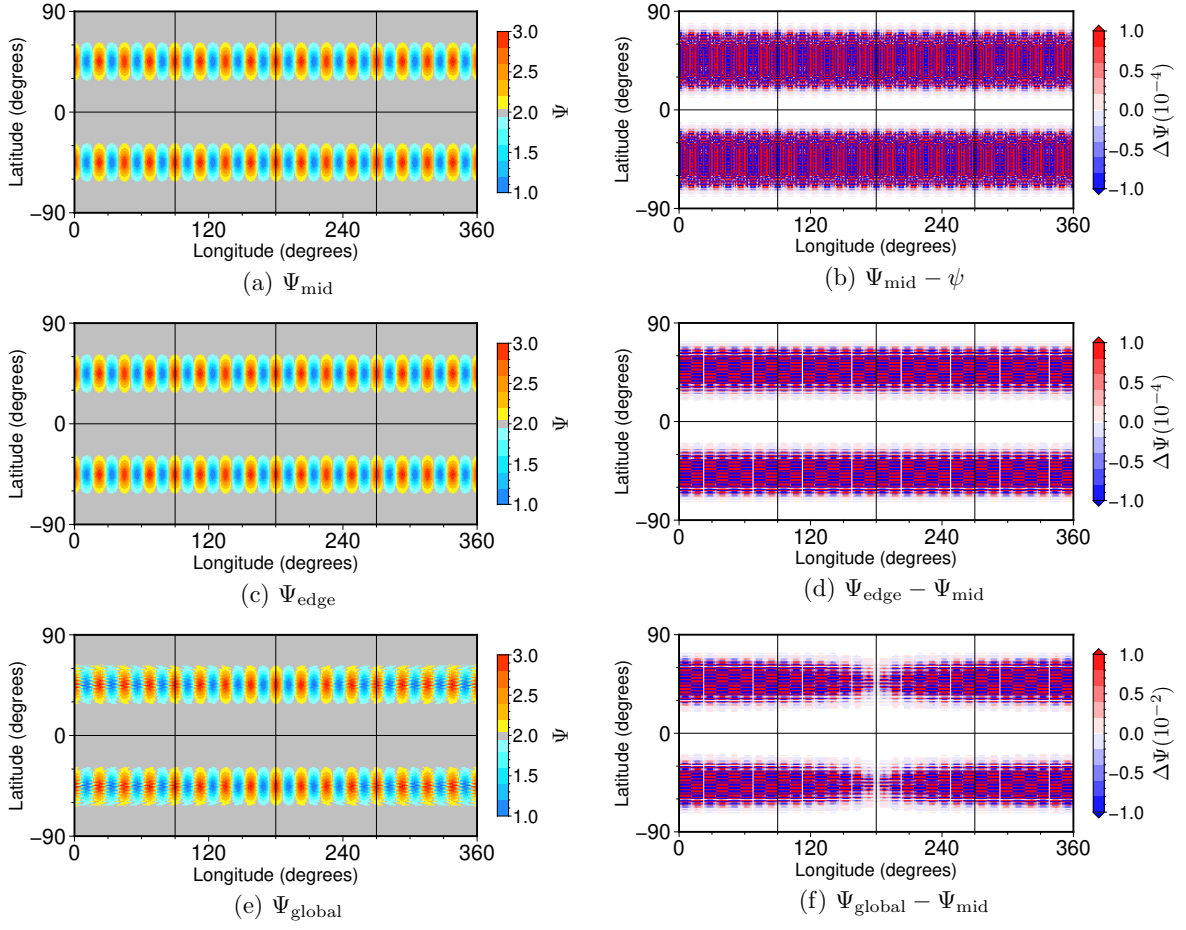 90
0
−90
Latitude (degrees)
0 120 240 360
Longitude (degrees)
3.0
2.5
2.0
1.5
1.0
Ψ
(a) Ψmid
90
0
−90
Latitude (degrees)
0 120 240 360
Longitude (degrees)
1.0
0.5
0.0
−0.5
−1.0
ΔΨ(10−4)
(b) Ψmid − ψ
90
0
−90
Latitude (degrees)
0 120 240 360
Longitude (degrees)
3.0
2.5
2.0
1.5
1.0
Ψ
(c) Ψedge
90
0
−90
Latitude (degrees)
0 120 240 360
Longitude (degrees)
1.0
0.5
0.0
−0.5
−1.0
ΔΨ(10−4)
(d) Ψedge − Ψmid
90
0
−90
Latitude (degrees)
0 120 240 360
Longitude (degrees)
3.0
2.5
2.0
1.5
1.0
Ψ
(e) Ψglobal
90
0
−90
Latitude (degrees)
0 120 240 360
Longitude (degrees)
1.0
0.5
0.0
−0.5
−1.0
ΔΨ(10−2)
(f) Ψglobal − Ψmid